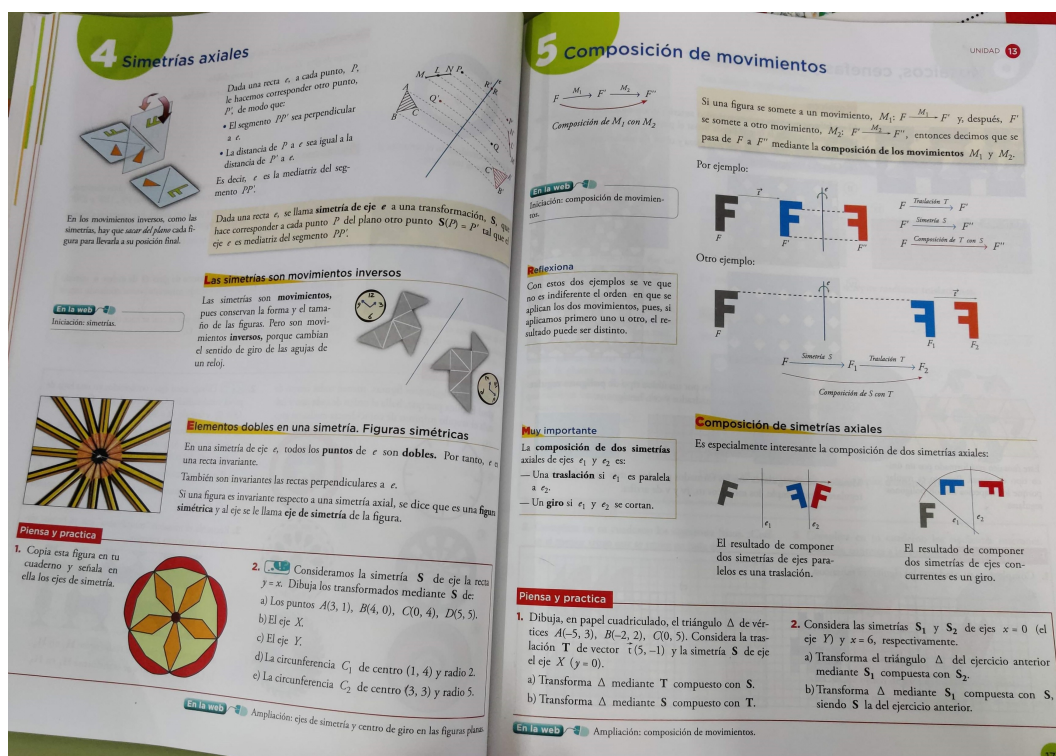 4 Simetrías axiales
Dada una recta e, a cada punto, P,
le hacemos corresponder otro punto,
P', de modo que:
• El segmento PP' sea perpendicular
a e.
• La distancia de P a e sea igual a la
distancia de P' a e.
Es decir, e es la mediatriz del seg-
mento PP'.
M L N P
A
B C
Q'
Q
En los movimientos inversos, como las
simetrías, hay que sacar del plano cada fi-
gura para llevarla a su posición final.
Dada una recta e, se llama simetría de eje e a una transformación, S, que
hace corresponder a cada punto P del plano otro punto S(P) = P' tal que el
eje e es mediatriz del segmento PP'.
Las simetrías son movimientos inversos
En la web
Iniciación: simetrías.
Las simetrías son movimientos,
pues conservan la forma y el tama-
ño de las figuras. Pero son movi-
mientos inversos, porque cambian
el sentido de giro de las agujas de
un reloj.
Elementos dobles en una simetría. Figuras simétricas
En una simetría de eje e, todos los puntos de e son dobles. Por tanto, e
una recta invariante.
También son invariantes las rectas perpendiculares a e.
Si una figura es invariante respecto a una simetría axial, se dice que es una figura
simétrica y al eje se le llama eje de simetría de la figura.
Piensa y practica
1. Copia esta figura en tu
cuaderno y señala en
ella los ejes de simetría.
2. Consideramos la simetría S de eje la recta
y = x. Dibuja los transformados mediante S de:
a) Los puntos A(3, 1), B(4, 0), C(0, 4), D(5, 5).
b) El eje X.
c) El eje Y.
d) La circunferencia C1 de centro (1, 4) y radio 2.
e) La circunferencia C2 de centro (3, 3) y radio 5.
En la web Ampliación: ejes de simetría y centro de giro en las figuras planas.
5 Composición de movimientos
UNIDAD 13
F M1 F' M2 F"
Composición de M1 con M2
Si una figura se somete a un movimiento, M1: F M1 F' y, después, F'
se somete a otro movimiento, M2: F' M2 F", entonces decimos que se
pasa de F a F" mediante la composición de los movimientos M1 y M2.
En la web
Iniciación: composición de movimien-
tos.
Por ejemplo:
F F' F"
F Traslación T F'
F' Simetría S F"
F Composición de T con S F"
Otro ejemplo:
Reflexiona
Con estos dos ejemplos se ve que
no es indiferente el orden en que se
aplican los dos movimientos, pues, si
aplicamos primero uno u otro, el re-
sultado puede ser distinto.
F F1 F2
F Simetría S F1 Traslación T F2
Composición de S con T
Muy importante
La composición de dos simetrías
axiales de ejes e1 y e2 es:
— Una traslación si e1 es paralela
a e2.
— Un giro si e1 y e2 se cortan.
Composición de simetrías axiales
Es especialmente interesante la composición de dos simetrías axiales:
e1 e2
e1 e2
El resultado de componer
dos simetrías de ejes para-
lelos es una traslación.
El resultado de componer
dos simetrías de ejes con-
currentes es un giro.
Piensa y practica
1. Dibuja, en papel cuadriculado, el triángulo Δ de vér-
tices A(–5, 3), B(–2, 2), C(0, 5). Considera la tras-
lación T de vector t(5, –1) y la simetría S de eje
el eje X (y = 0).
a) Transforma Δ mediante T compuesto con S.
b) Transforma Δ mediante S compuesto con T.
2. Considera las simetrías S1 y S2 de ejes x = 0 (el
eje Y) y x = 6, respectivamente.
a) Transforma el triángulo Δ del ejercicio anterior
mediante S1 compuesta con S2.
b) Transforma Δ mediante S1 compuesta con S,
siendo S la del ejercicio anterior.
En la web Ampliación: composición de movimientos.